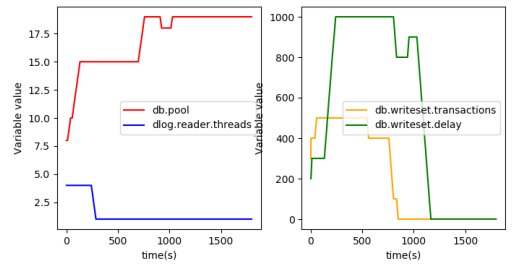 Variable value
17.5
15.0
12.5
10.0
7.5
5.0
2.5
db.pool
dlog.reader.threads
0
500
1000
1500
time(s)
Variable value
1000
800
600
400
200
0
db.writeset.transactions
db.writeset.delay
0
500
1000
1500
time(s)